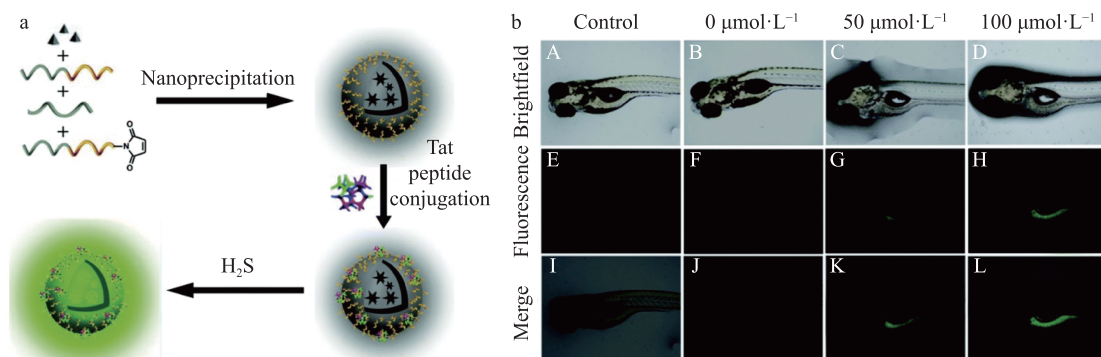 a
+
+
+
N
O
O
Nanoprecipitation
Tat
peptide
conjugation
H₂S
b
Control
0 μmol·L⁻¹
50 μmol·L⁻¹
100 μmol·L⁻¹
Brightfield
A
B
C
D
Fluorescence
E
F
G
H
Merge
I
J
K
L